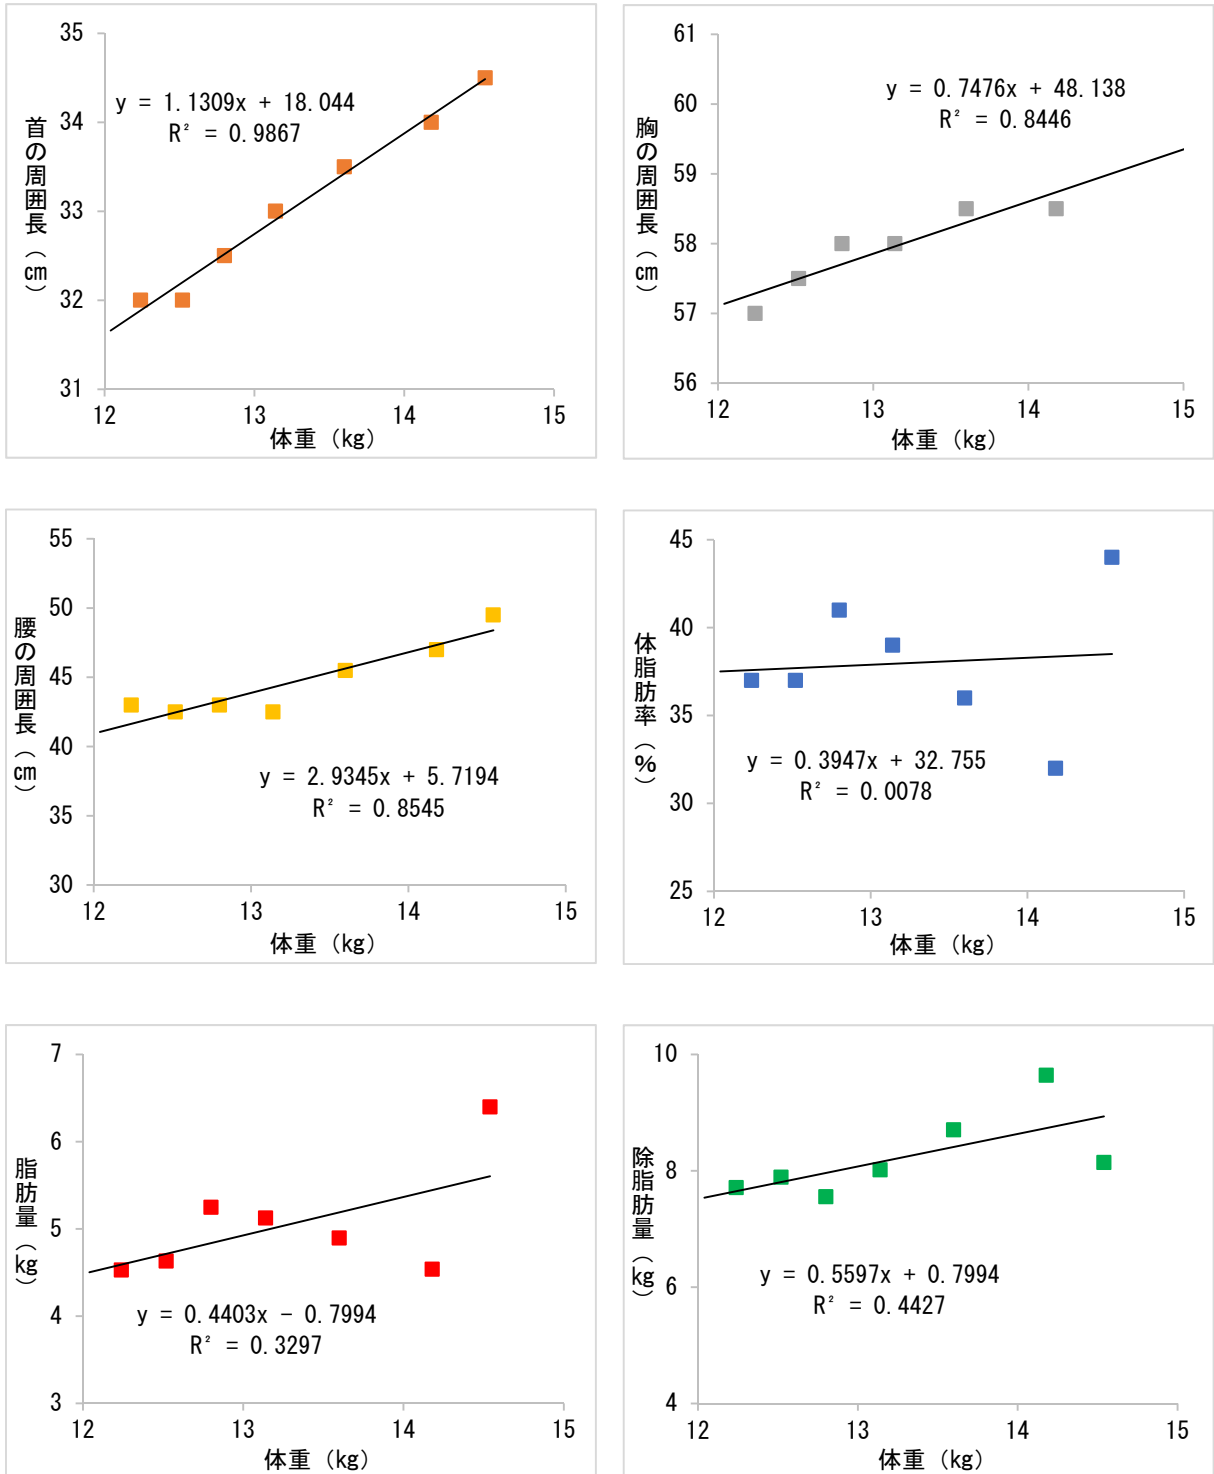 35
34
33
32
31
首の周囲長(cm)
y = 1.1309x + 18.044
R² = 0.9867
12 13 14 15
体重 (kg)
61
60
59
58
57
56
胸の周囲長(cm)
y = 0.7476x + 48.138
R² = 0.8446
12 13 14 15
体重 (kg)
55
50
45
40
35
30
腰の周囲長(cm)
y = 2.9345x + 5.7194
R² = 0.8545
12 13 14 15
体重 (kg)
45
40
35
30
25
体脂肪率(%)
y = 0.3947x + 32.755
R² = 0.0078
12 13 14 15
体重 (kg)
7
6
5
4
3
脂肪量(kg)
y = 0.4403x − 0.7994
R² = 0.3297
12 13 14 15
体重 (kg)
10
8
6
4
除脂肪量(kg)
y = 0.5597x + 0.7994
R² = 0.4427
12 13 14 15
体重 (kg)